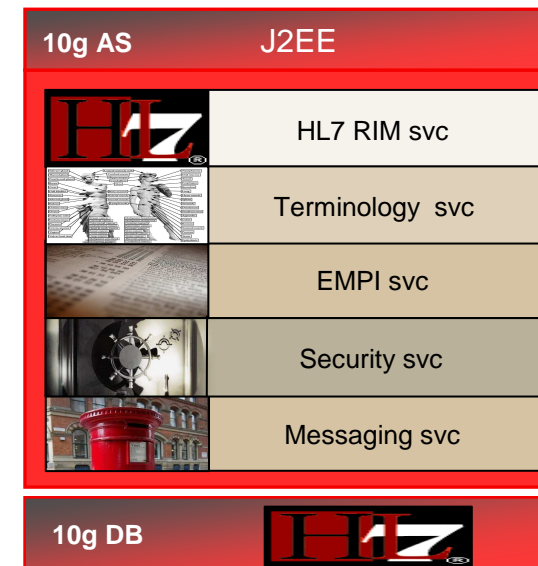 10g AS J2EE
HL7®
HL7 RIM svc
Terminology svc
EMPI svc
Security svc
Messaging svc
10g DB HL7®